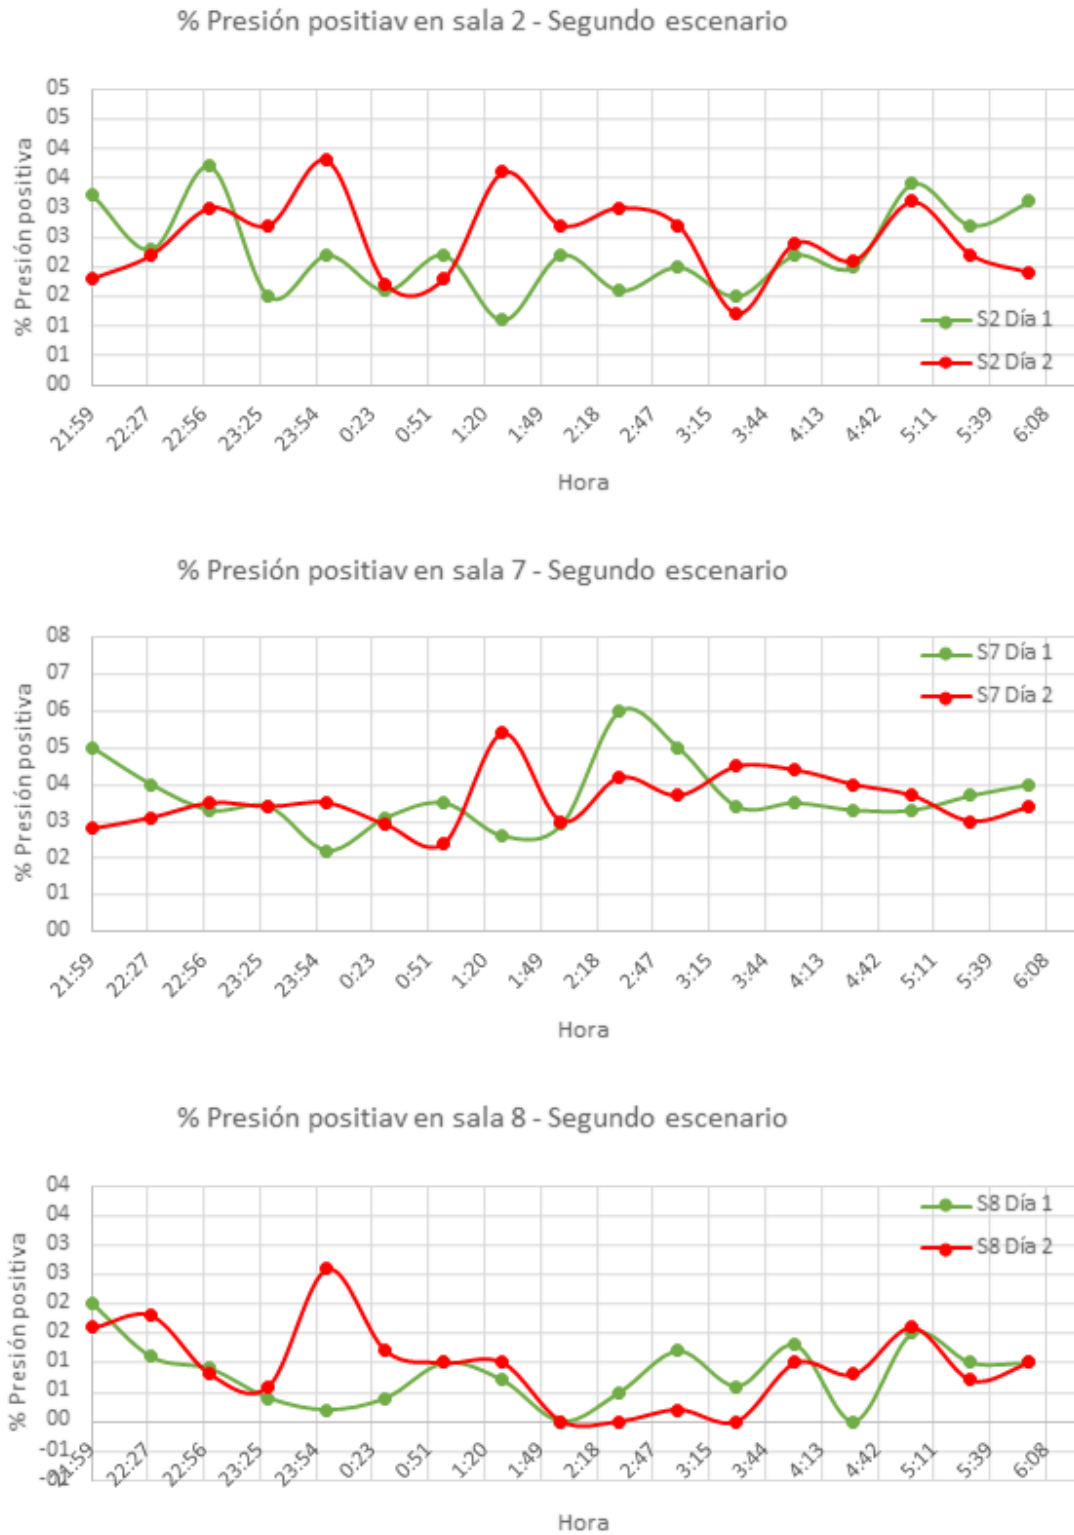 % Presión positiav en sala 2 - Segundo escenario
05
05
04
04
03
03
02
02
01
01
00
% Presión positiva
S2 Día 1
S2 Día 2
21:59 22:27 22:56 23:25 23:54 0:23 0:51 1:20 1:49 2:18 2:47 3:15 3:44 4:13 4:42 5:11 5:39 6:08
Hora
% Presión positiav en sala 7 - Segundo escenario
08
07
06
05
04
03
02
01
00
% Presión positiva
S7 Día 1
S7 Día 2
21:59 22:27 22:56 23:25 23:54 0:23 0:51 1:20 1:49 2:18 2:47 3:15 3:44 4:13 4:42 5:11 5:39 6:08
Hora
% Presión positiav en sala 8 - Segundo escenario
04
04
03
03
02
02
01
01
00
-01
% Presión positiva
S8 Día 1
S8 Día 2
21:59 22:27 22:56 23:25 23:54 0:23 0:51 1:20 1:49 2:18 2:47 3:15 3:44 4:13 4:42 5:11 5:39 6:08
Hora